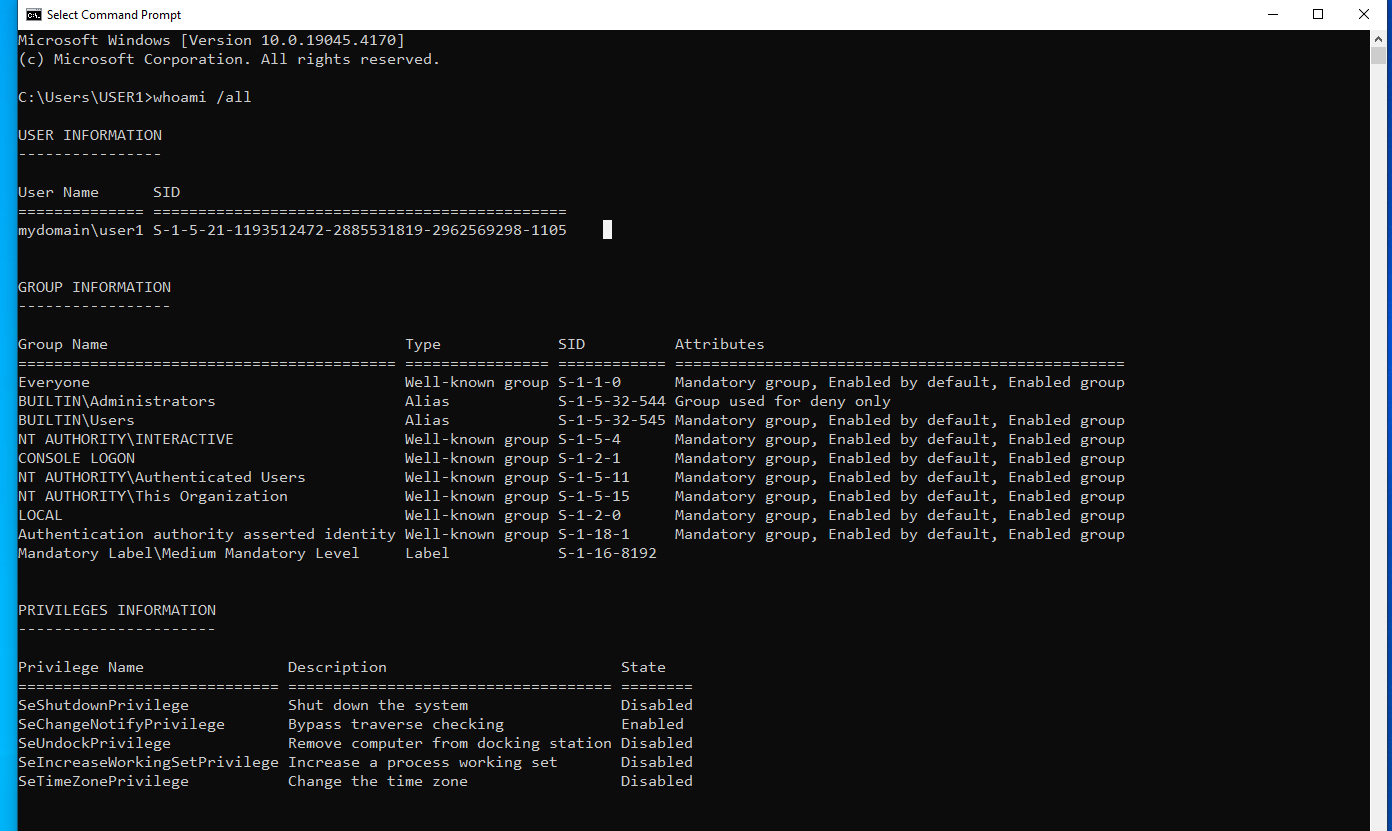 Select Command Prompt
Microsoft Windows [Version 10.0.19045.4170]
(c) Microsoft Corporation. All rights reserved.
C:\Users\USER1>whoami /all
USER INFORMATION
----------------
User Name      SID
============== ==============================================
mydomain\user1 S-1-5-21-1193512472-2885531819-2962569298-1105
GROUP INFORMATION
-----------------
Group Name                                 Type             SID          Attributes
========================================== ================ ============ ==================================================
Everyone                                   Well-known group S-1-1-0      Mandatory group, Enabled by default, Enabled group
BUILTIN\Administrators                     Alias            S-1-5-32-544 Group used for deny only
BUILTIN\Users                              Alias            S-1-5-32-545 Mandatory group, Enabled by default, Enabled group
NT AUTHORITY\INTERACTIVE                   Well-known group S-1-5-4      Mandatory group, Enabled by default, Enabled group
CONSOLE LOGON                              Well-known group S-1-2-1      Mandatory group, Enabled by default, Enabled group
NT AUTHORITY\Authenticated Users           Well-known group S-1-5-11     Mandatory group, Enabled by default, Enabled group
NT AUTHORITY\This Organization             Well-known group S-1-5-15     Mandatory group, Enabled by default, Enabled group
LOCAL                                      Well-known group S-1-2-0      Mandatory group, Enabled by default, Enabled group
Authentication authority asserted identity Well-known group S-1-18-1     Mandatory group, Enabled by default, Enabled group
Mandatory Label\Medium Mandatory Level     Label            S-1-16-8192
PRIVILEGES INFORMATION
----------------------
Privilege Name                Description                          State
============================= ==================================== ========
SeShutdownPrivilege           Shut down the system                 Disabled
SeChangeNotifyPrivilege       Bypass traverse checking             Enabled
SeUndockPrivilege             Remove computer from docking station Disabled
SeIncreaseWorkingSetPrivilege Increase a process working set       Disabled
SeTimeZonePrivilege           Change the time zone                 Disabled